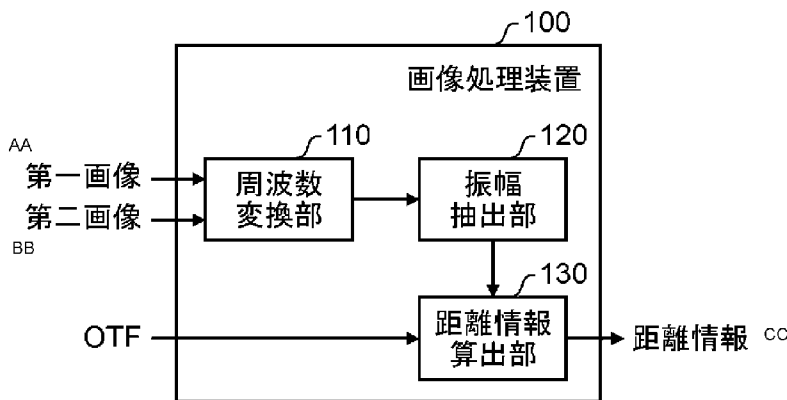 100
画像処理装置
AA
第一画像
第二画像
BB
110
周波数
変換部
120
振幅
抽出部
130
距離情報
算出部
OTF
距離情報
CC